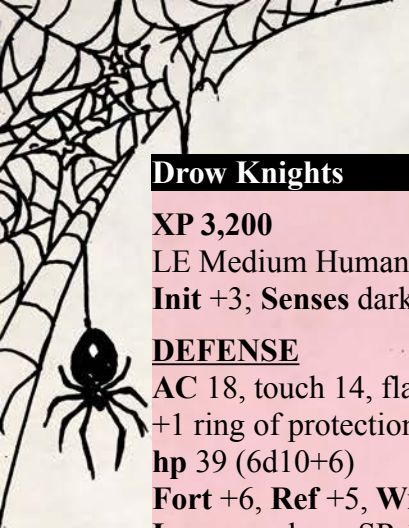 Drow Knights
XP 3,200
LE Medium Human
Init +3; Senses dark
DEFENSE
AC 18, touch 14, fla
+1 ring of protection
hp 39 (6d10+6)
Fort +6, Ref +5, W